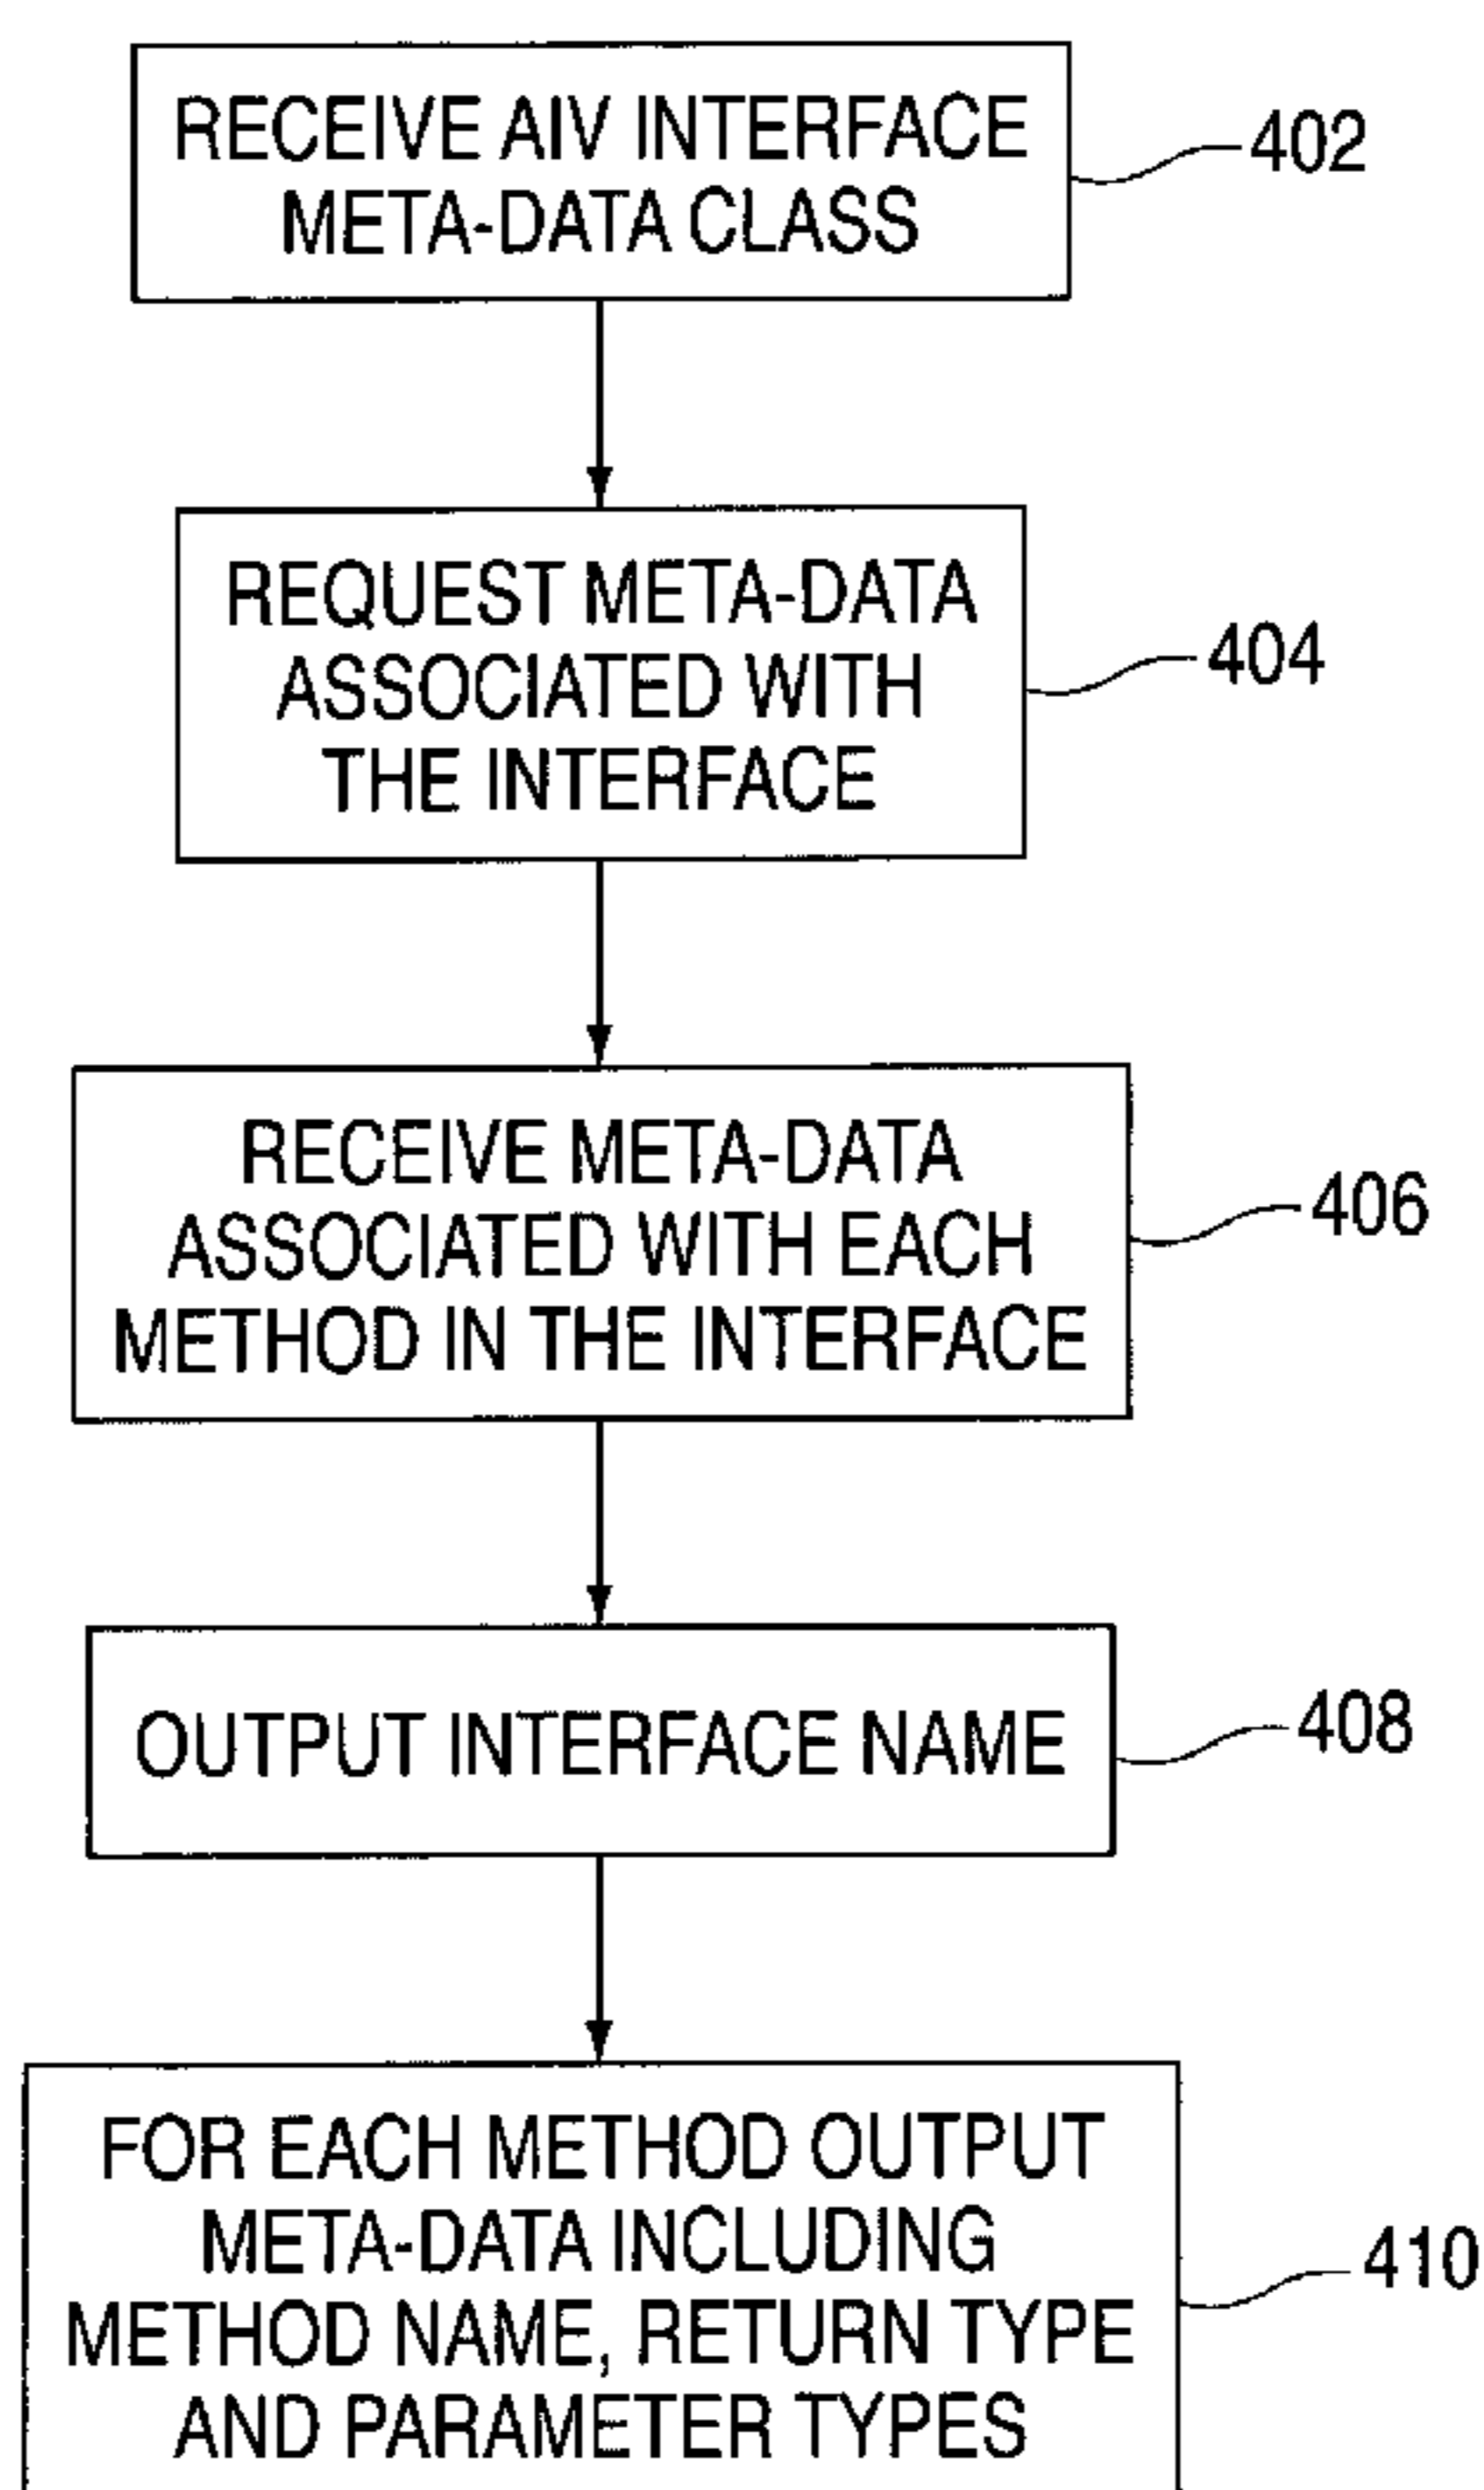 RECEIVE AIV INTERFACE
META-DATA CLASS
402
REQUEST META-DATA
ASSOCIATED WITH
THE INTERFACE
404
RECEIVE META-DATA
ASSOCIATED WITH EACH
METHOD IN THE INTERFACE
406
OUTPUT INTERFACE NAME
408
FOR EACH METHOD OUTPUT
META-DATA INCLUDING
METHOD NAME, RETURN TYPE
AND PARAMETER TYPES
410